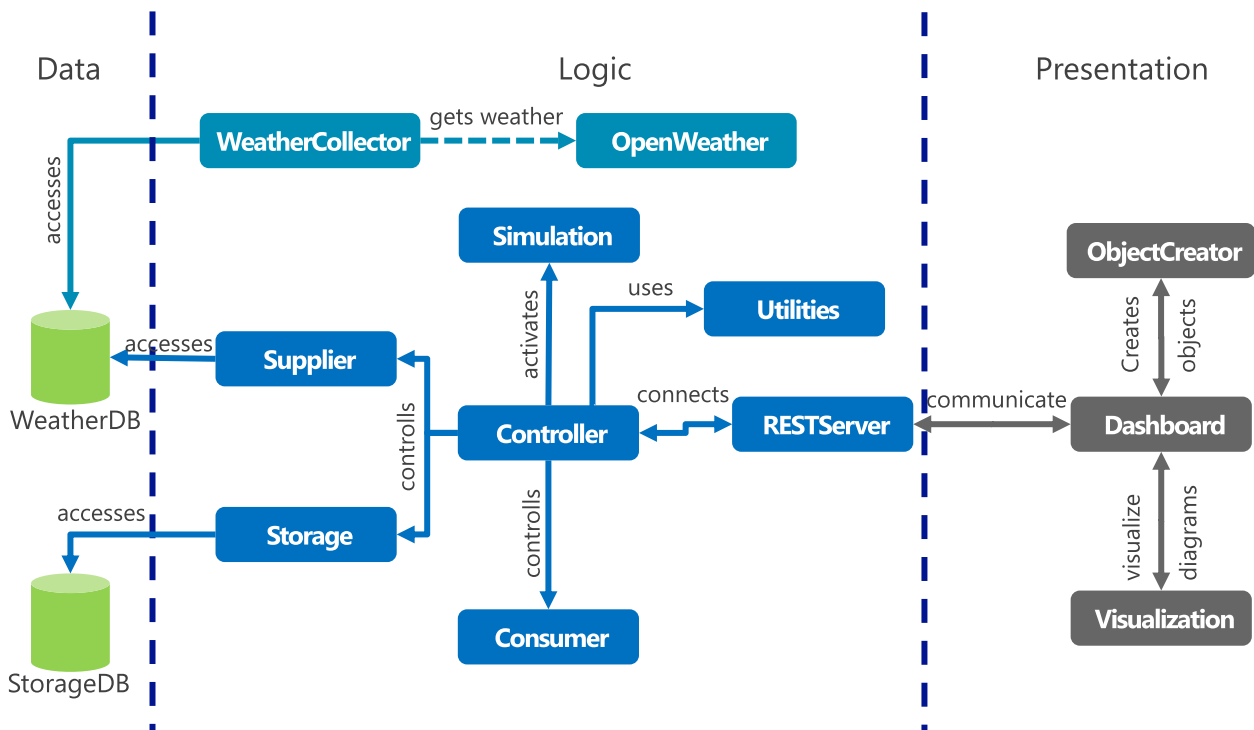 Data
Logic
Presentation
gets weather
WeatherCollector
OpenWeather
accesses
Simulation
ObjectCreator
uses
Utilities
Creates
objects
activates
accesses
Supplier
WeatherDB
connects
communicate
Controller
RESTServer
Dashboard
controlls
accesses
Storage
controlls
visualize
diagrams
Consumer
Visualization
StorageDB